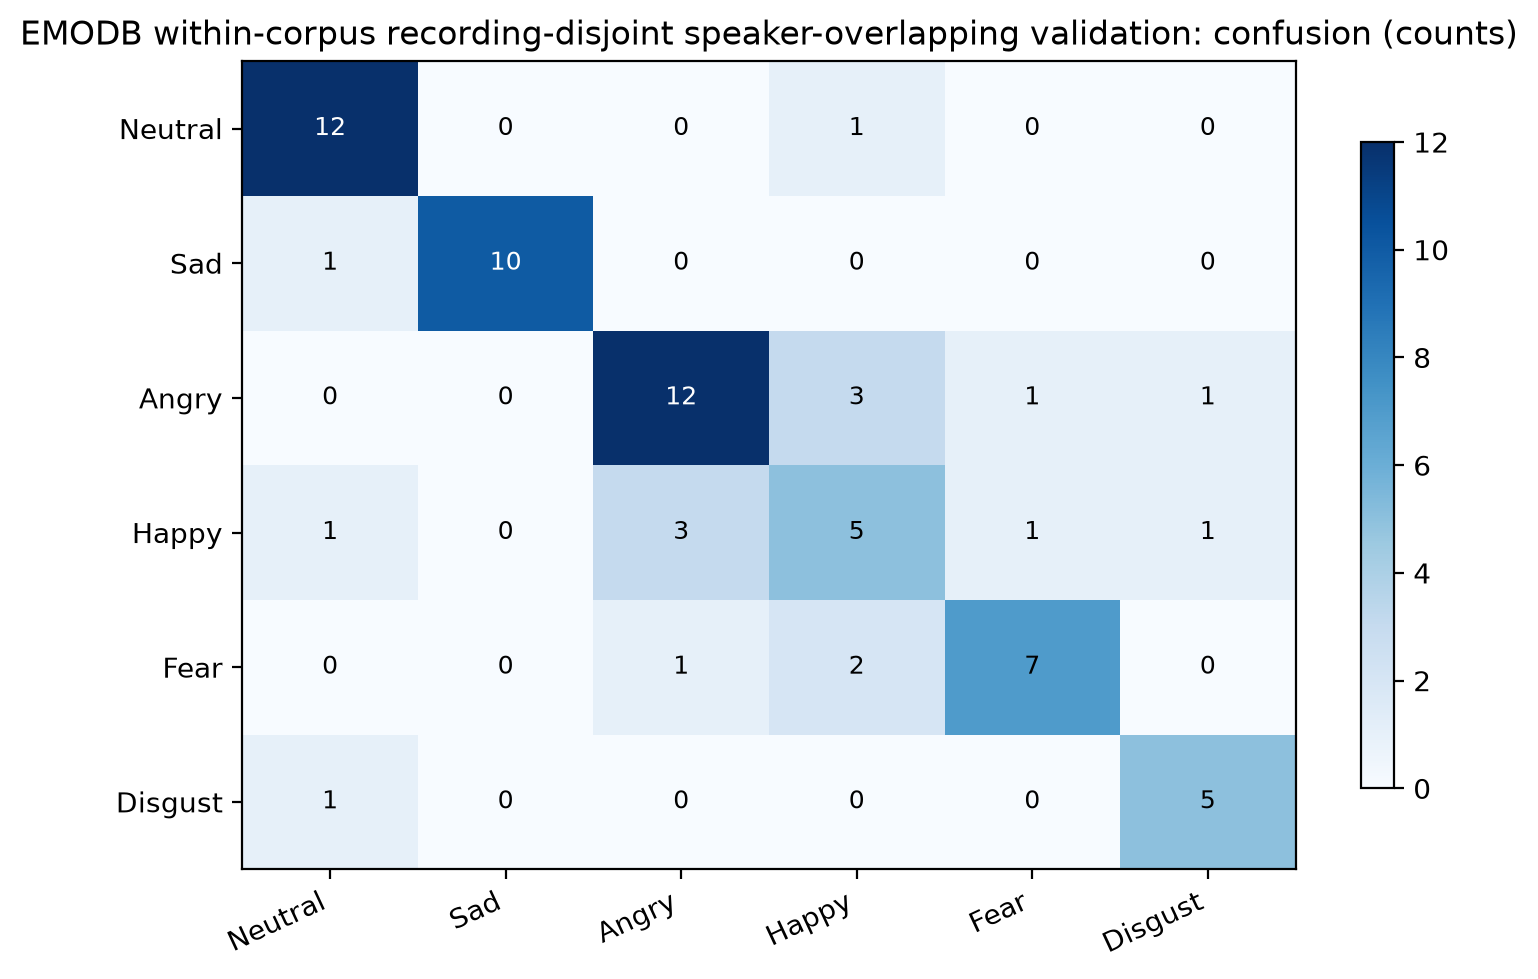 EMODB within-corpus recording-disjoint speaker-overlapping validation: confusion (counts)
Neutral 12 0 0 1 0 0
Sad 1 10 0 0 0 0
Angry 0 0 12 3 1 1
Happy 1 0 3 5 1 1
Fear 0 0 1 2 7 0
Disgust 1 0 0 0 0 5
Neutral Sad Angry Happy Fear Disgust
12
10
8
6
4
2
0